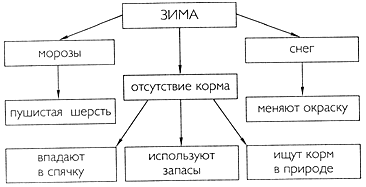 ЗИМА
морозы
снег
отсутствие корма
пушистая шерсть
меняют окраску
впадают
в спячку
используют
запасы
ищут корм
в природе